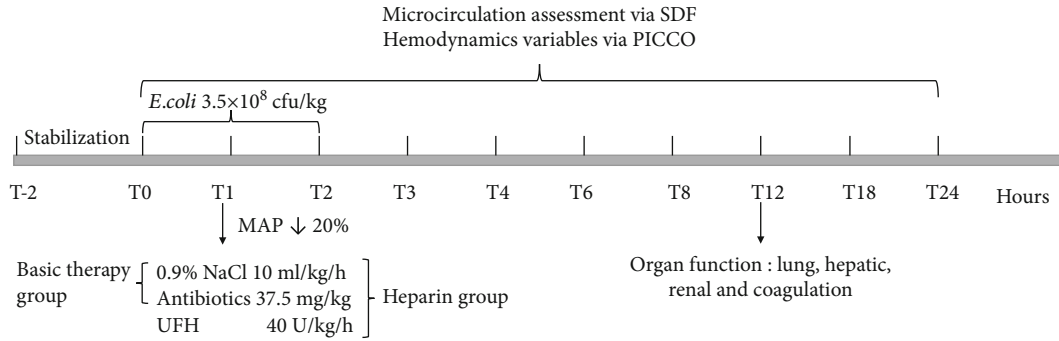 Microcirculation assessment via SDF
Hemodynamics variables via PICCO
E.coli 3.5×10⁸ cfu/kg
Stabilization
T-2 T0 T1 T2 T3 T4 T6 T8 T12 T18 T24 Hours
MAP ↓ 20%
Basic therapy
group
0.9% NaCl 10 ml/kg/h
Antibiotics 37.5 mg/kg
UFH 40 U/kg/h
Heparin group
Organ function : lung, hepatic,
renal and coagulation